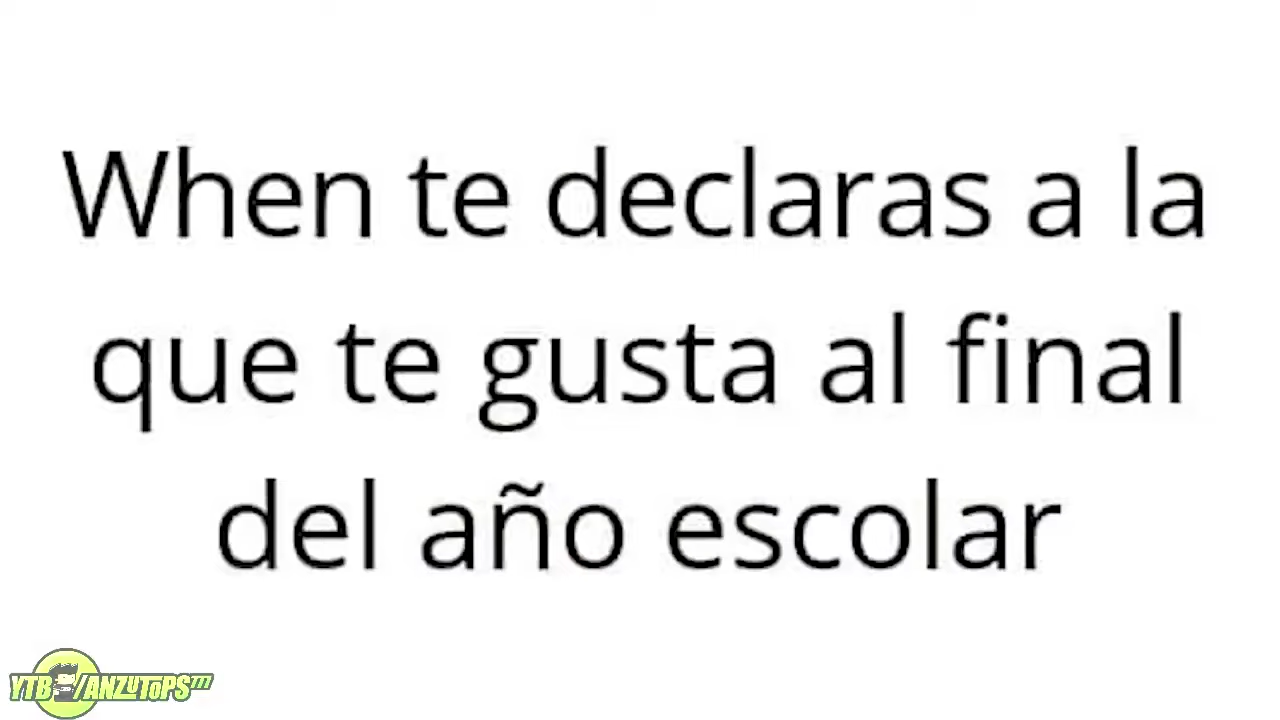 When te declaras a la
que te gusta al final
del año escolar
YTB /ANZUTOPS